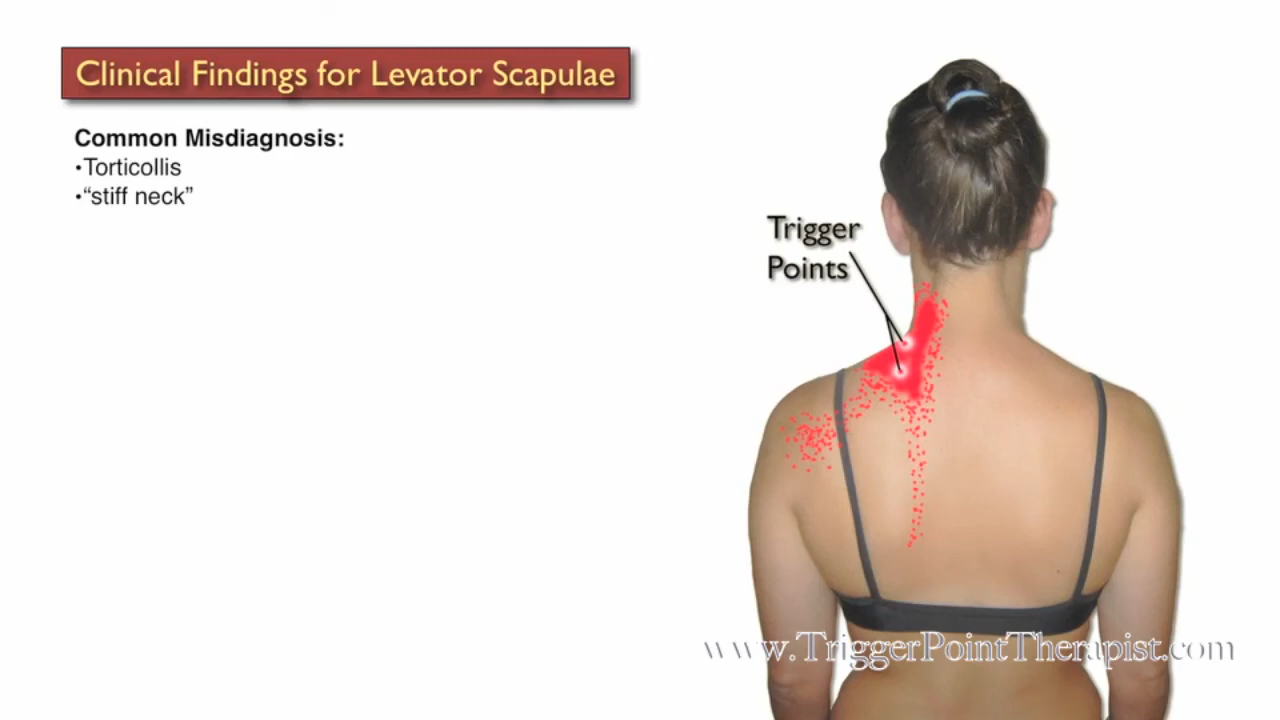 Clinical Findings for Levator Scapulae
Common Misdiagnosis:
•Torticollis
•“stiff neck”
Trigger
Points
www.TriggerPointTherapist.com